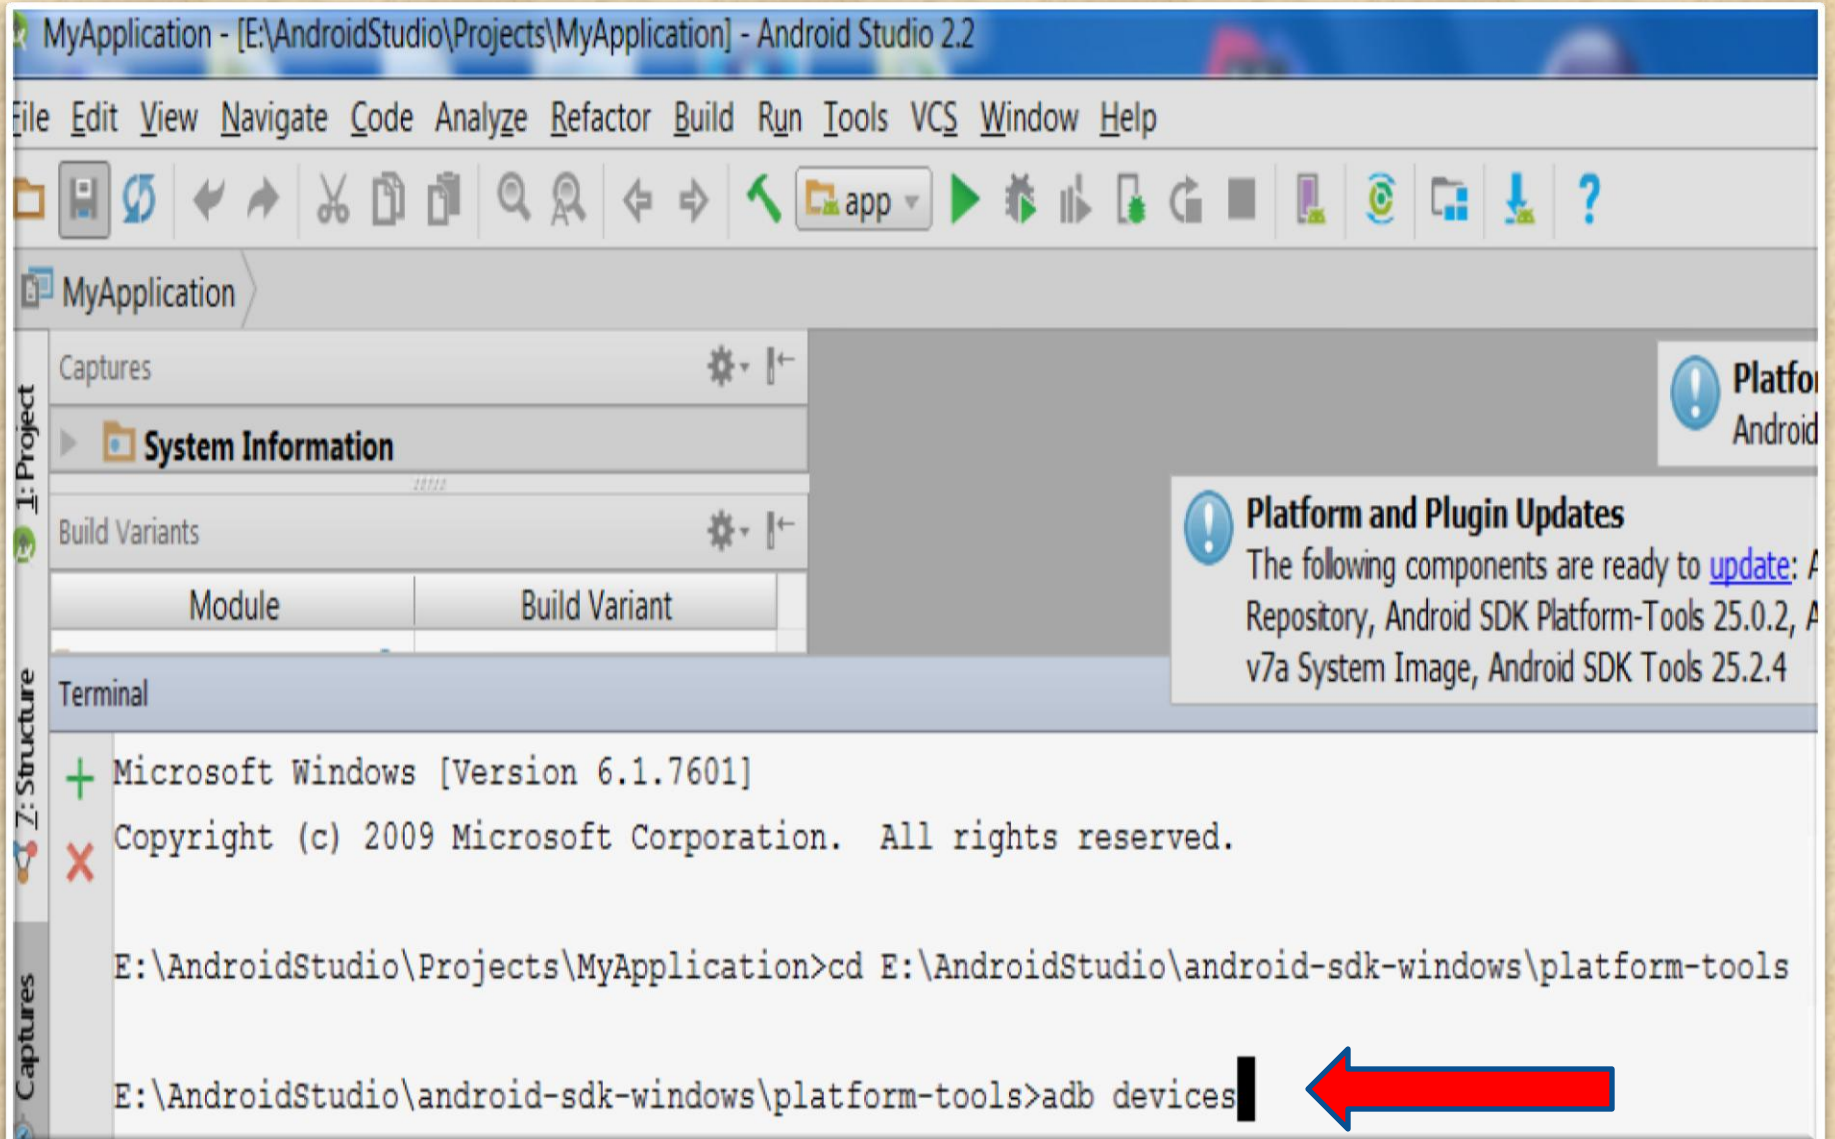 MyApplication - [E:\AndroidStudio\Projects\MyApplication] - Android Studio 2.2
File Edit View Navigate Code Analyze Refactor Build Run Tools VCS Window Help
app
MyApplication
Captures
System Information
Build Variants
Module Build Variant
1: Project
7: Structure
Captures
Android
Platform and Plugin Updates
The following components are ready to update:
Repository, Android SDK Platform-Tools 25.0.2,
v7a System Image, Android SDK Tools 25.2.4
Terminal
Microsoft Windows [Version 6.1.7601]
Copyright (c) 2009 Microsoft Corporation.  All rights reserved.
E:\AndroidStudio\Projects\MyApplication>cd E:\AndroidStudio\android-sdk-windows\platform-tools
E:\AndroidStudio\android-sdk-windows\platform-tools>adb devices